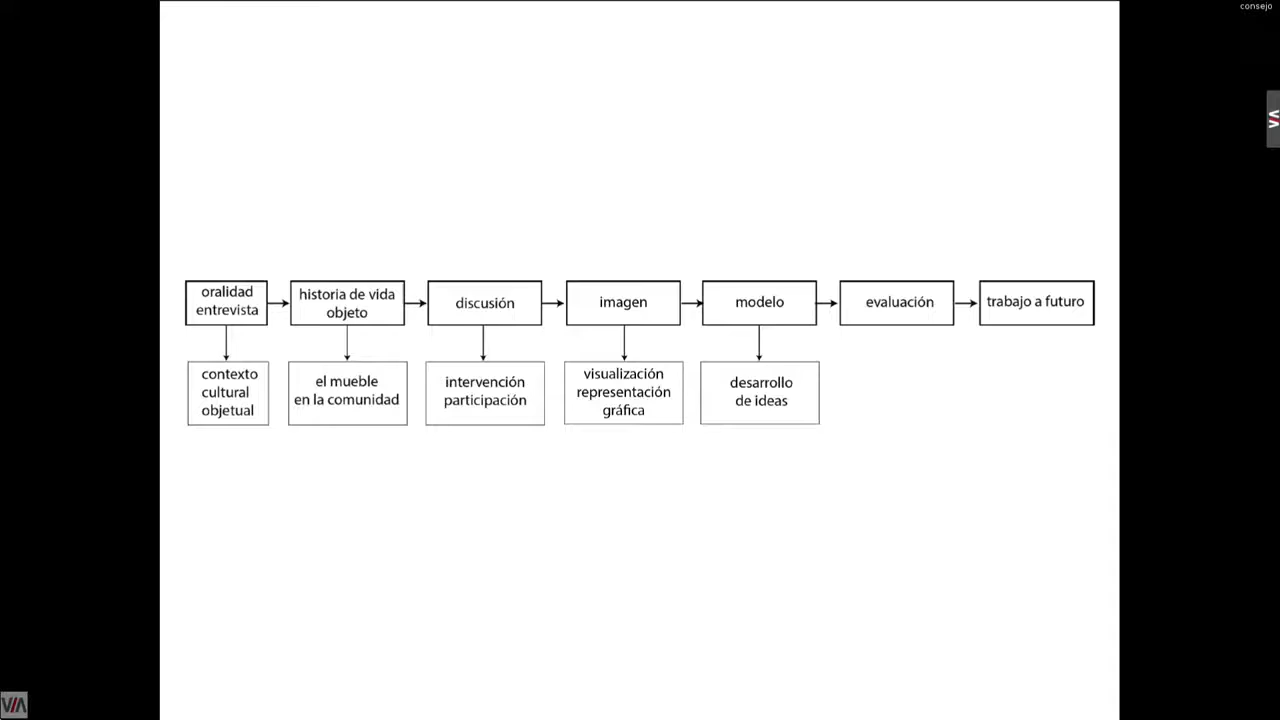 consejo
oralidad
entrevista
historia de vida
objeto
discusión
imagen
modelo
evaluación
trabajo a futuro
contexto
cultural
objetual
el mueble
en la comunidad
intervención
participación
visualización
representación
gráfica
desarrollo
de ideas
VIA